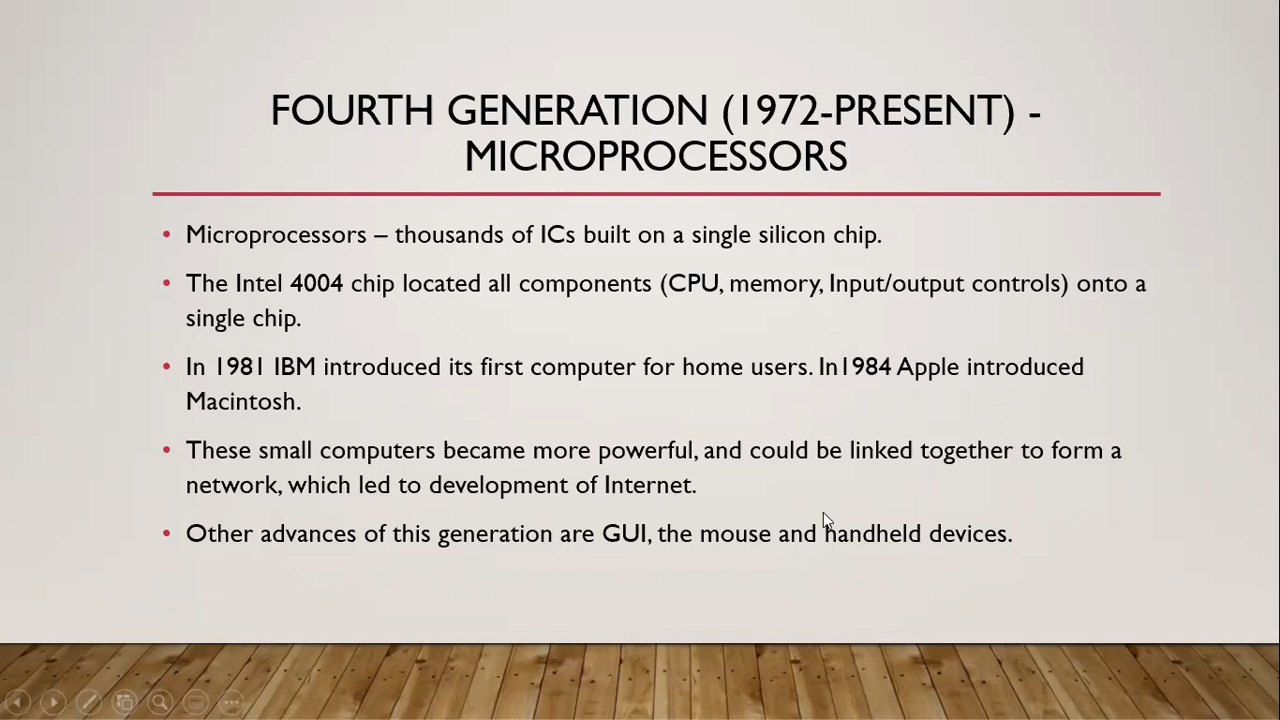 FOURTH GENERATION (1972-PRESENT) -
MICROPROCESSORS
• Microprocessors – thousands of ICs built on a single silicon chip.
• The Intel 4004 chip located all components (CPU, memory, Input/output controls) onto a
single chip.
• In 1981 IBM introduced its first computer for home users. In1984 Apple introduced
Macintosh.
• These small computers became more powerful, and could be linked together to form a
network, which led to development of Internet.
• Other advances of this generation are GUI, the mouse and handheld devices.